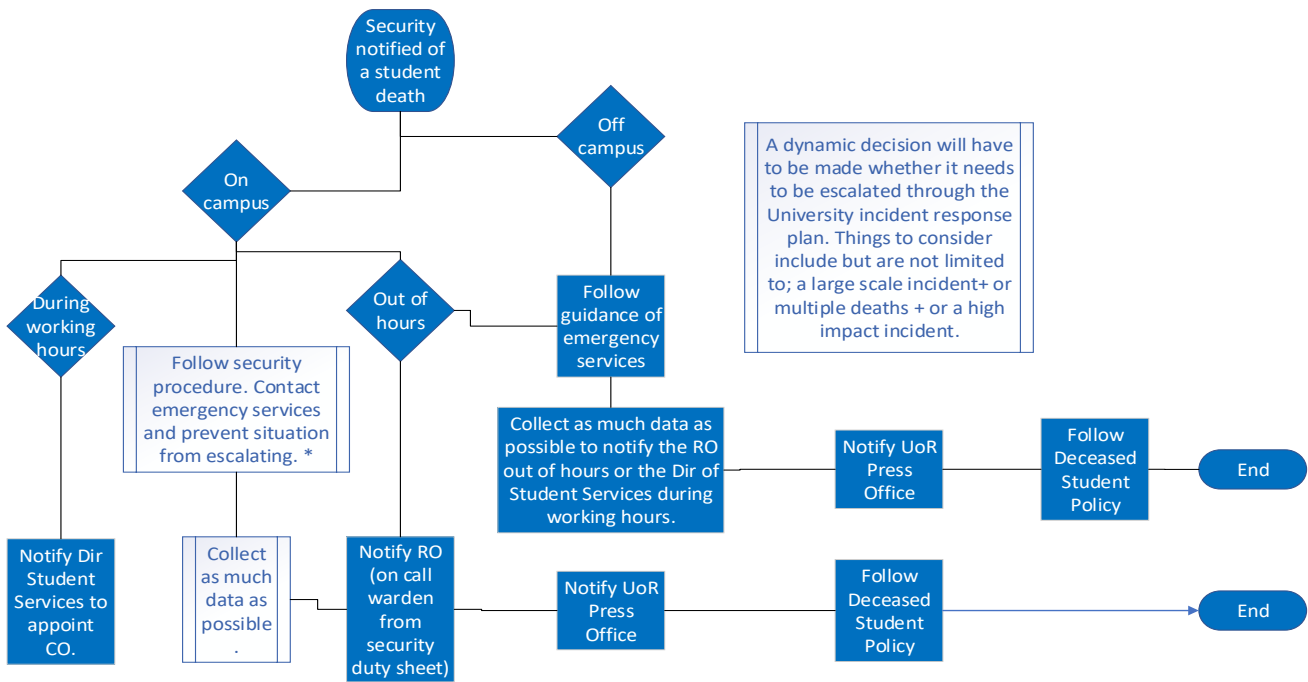 Security
notified of
a student
death
Off
campus
A dynamic decision will have
to be made whether it needs
to be escalated through the
University incident response
plan. Things to consider
include but are not limited
to; a large scale incident+ or
multiple deaths + or a high
impact incident.
On
campus
During
working
hours
Out of
hours
Follow
guidance of
emergency
services
Follow security
procedure. Contact
emergency services
and prevent situation
from escalating. *
Collect as much data as
possible to notify the RO
out of hours or the Dir of
Student Services during
working hours.
Notify UoR
Press
Office
Follow
Deceased
Student
Policy
End
Notify Dir
Student
Services to
appoint
CO.
Collect
as much
data as
possible
.
Notify RO
(on call
warden
from
security
duty sheet)
Notify UoR
Press
Office
Follow
Deceased
Student
Policy
End